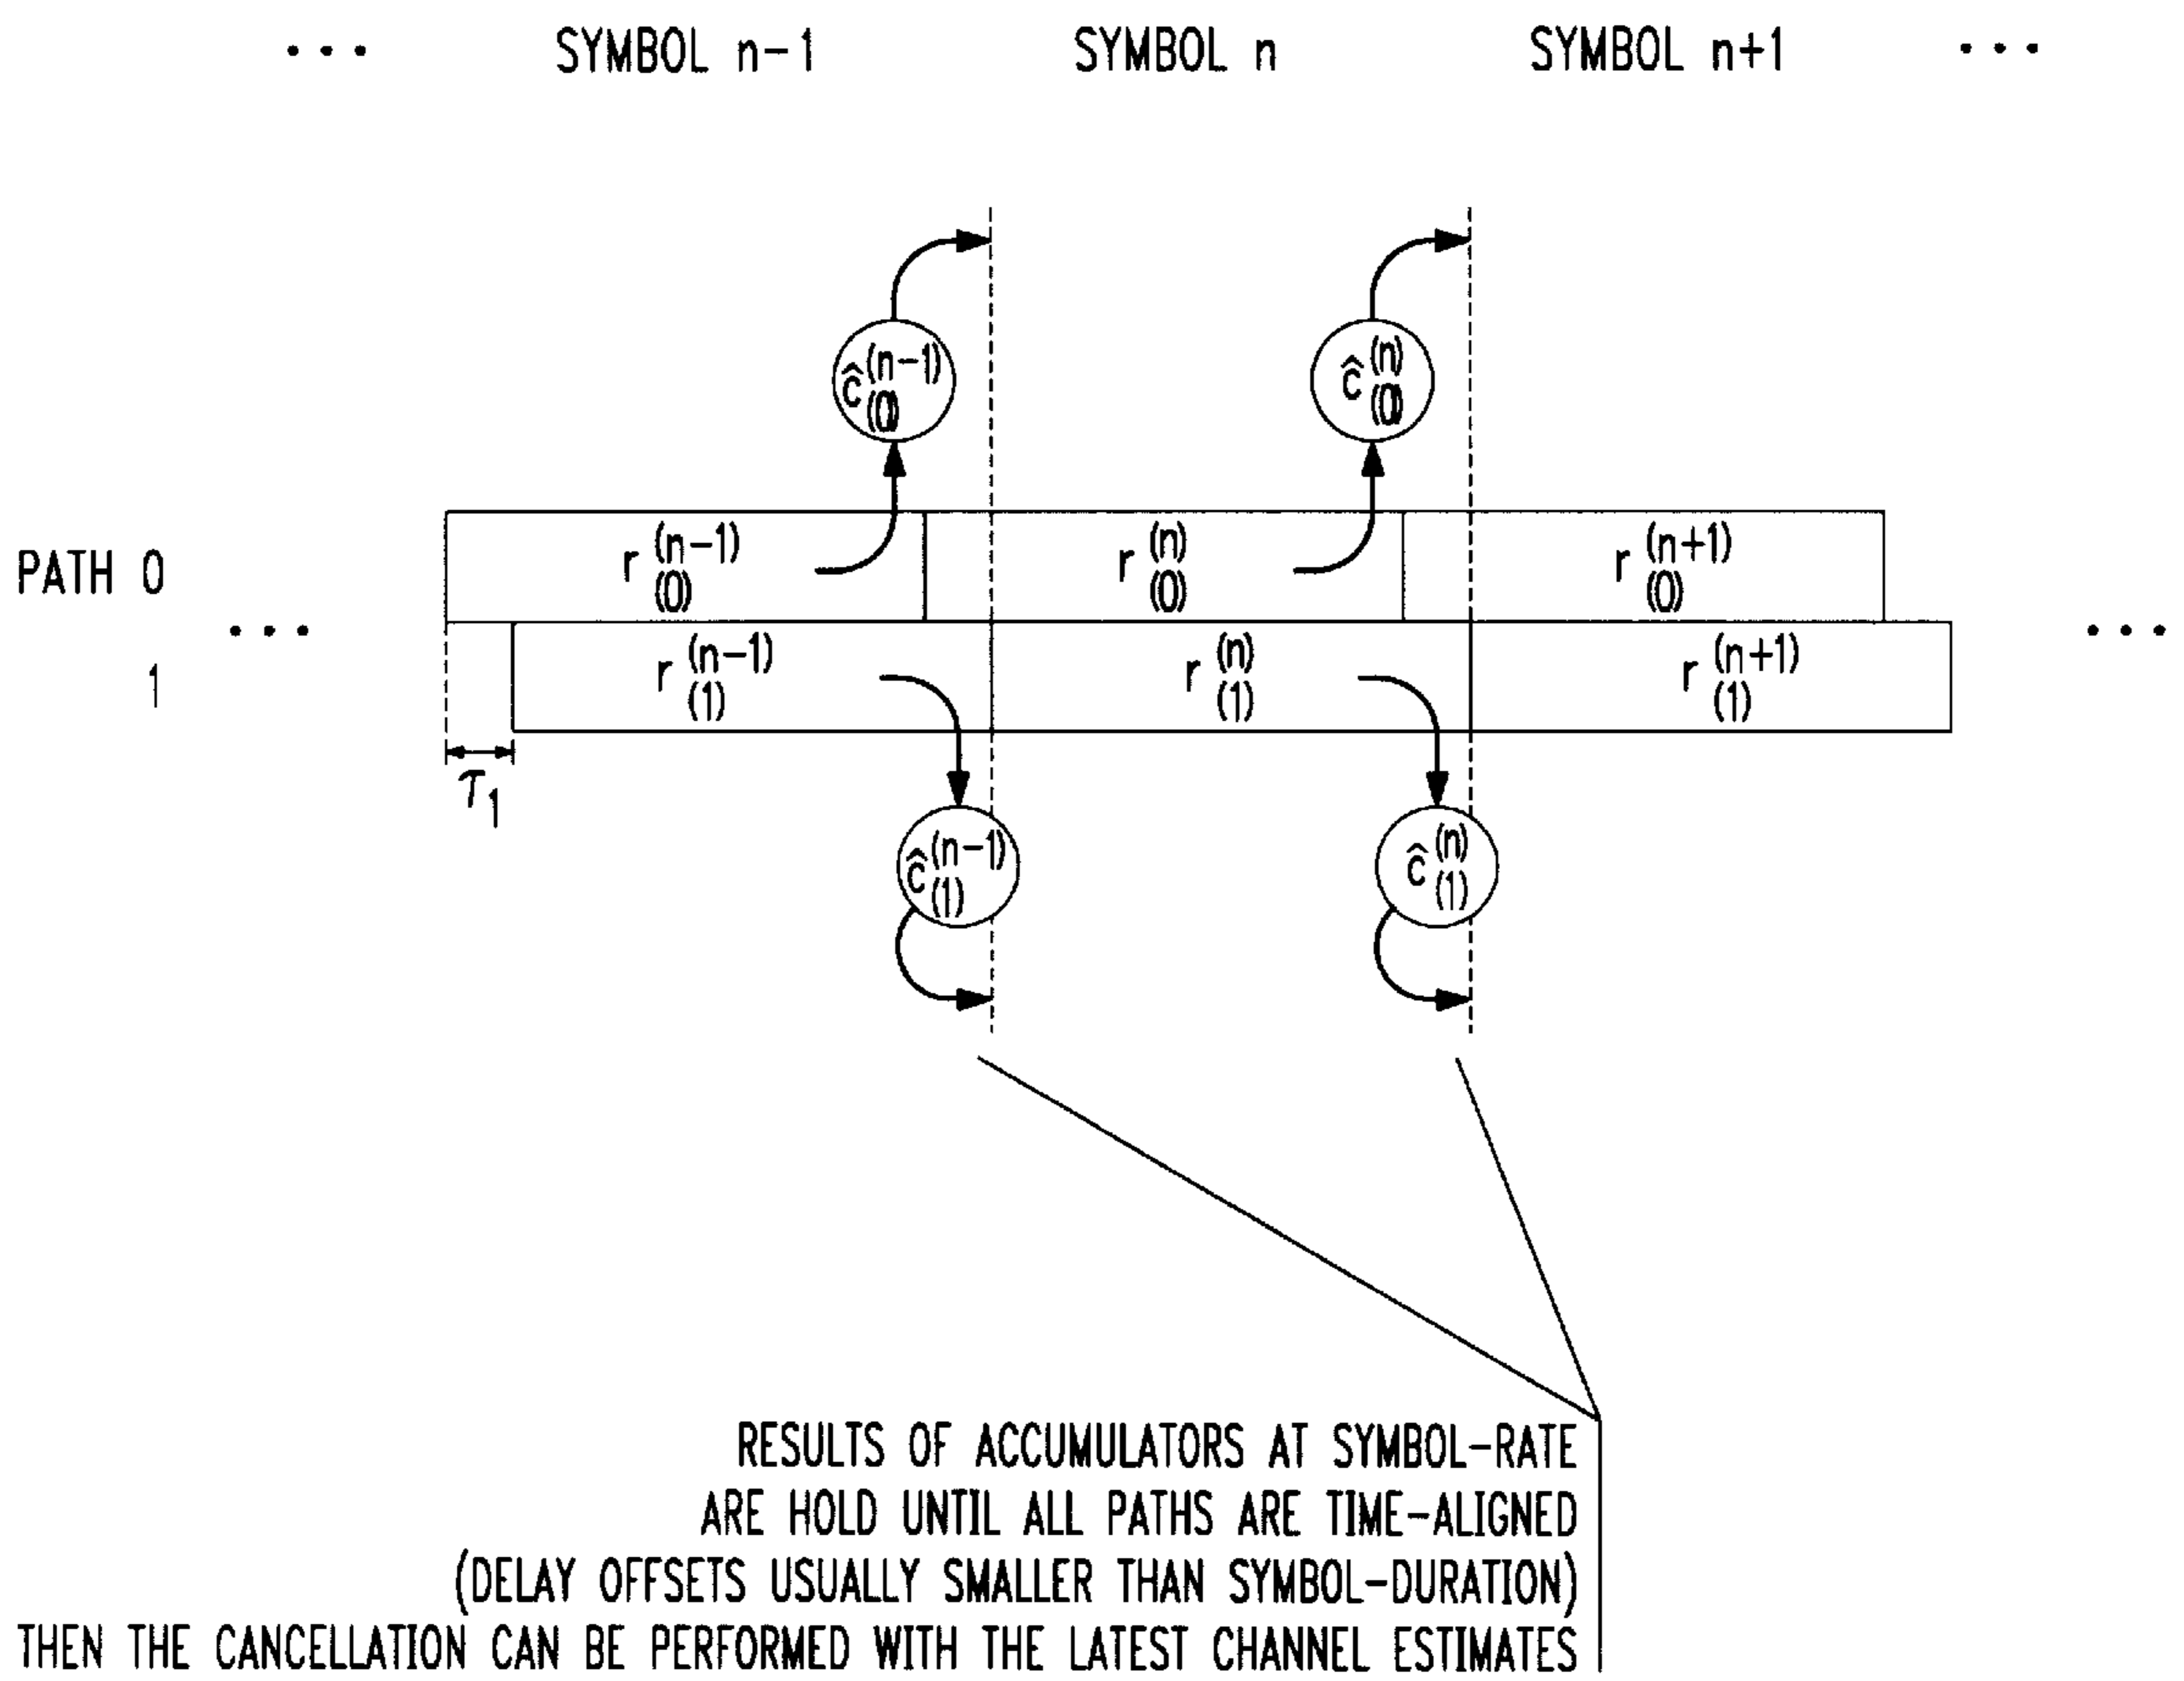 ... SYMBOL n-1 SYMBOL n SYMBOL n+1 ...
ĉ(n-1)(0) ĉ(n)(0)
PATH 0 r(n-1)(0) r(n)(0) r(n+1)(0)
... ...
1 r(n-1)(1) r(n)(1) r(n+1)(1)
τ1
ĉ(n-1)(1) ĉ(n)(1)
RESULTS OF ACCUMULATORS AT SYMBOL-RATE
ARE HOLD UNTIL ALL PATHS ARE TIME-ALIGNED
(DELAY OFFSETS USUALLY SMALLER THAN SYMBOL-DURATION)
THEN THE CANCELLATION CAN BE PERFORMED WITH THE LATEST CHANNEL ESTIMATES